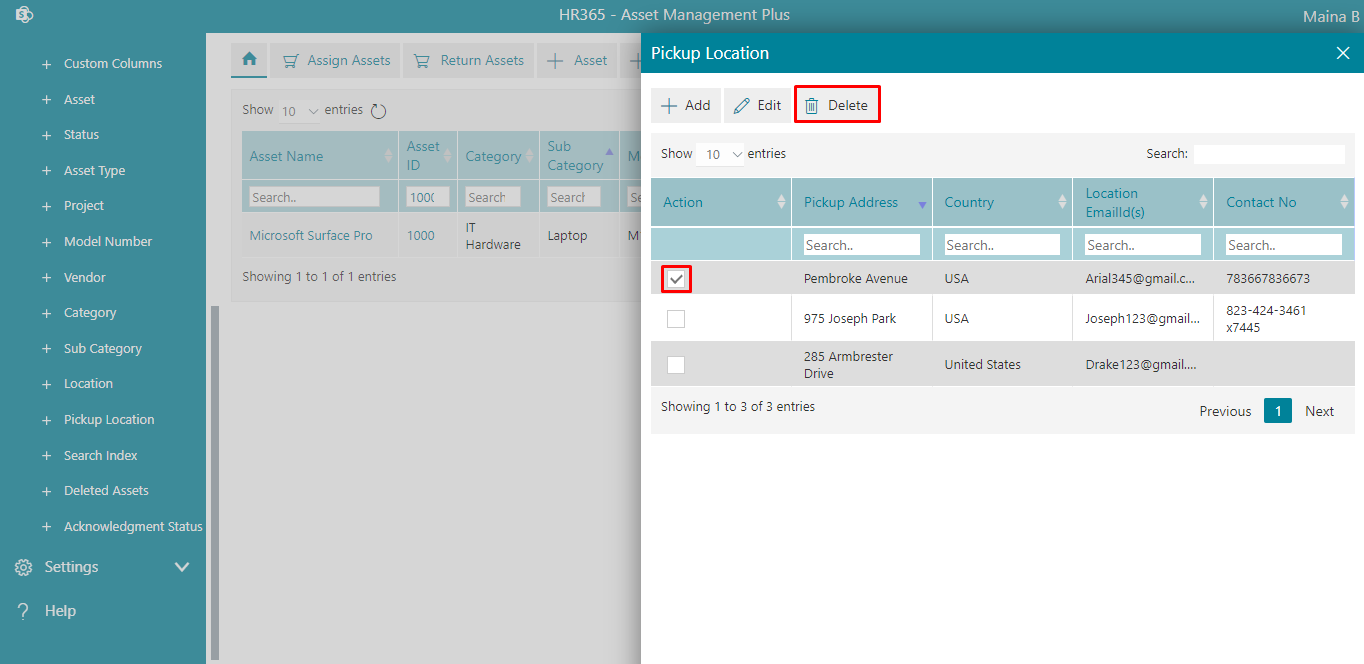 HR365 - Asset Management Plus
Maina B
Custom Columns
Asset
Status
Asset Type
Project
Model Number
Vendor
Category
Sub Category
Location
Pickup Location
Search Index
Deleted Assets
Acknowledgment Status
Settings
Help
Assign Assets
Return Assets
Asset
Show 10 entries
Asset Name
Asset ID
Category
Sub Category
Search..
Search
Search
Microsoft Surface Pro
1000
IT Hardware
Laptop
Showing 1 to 1 of 1 entries
Pickup Location
Add
Edit
Delete
Show 10 entries
Search:
Action
Pickup Address
Country
Location EmailId(s)
Contact No
Search..
Search..
Search..
Search..
Pembroke Avenue
USA
Arial345@gmail.c...
783667836673
975 Joseph Park
USA
Joseph123@gmail...
823-424-3461 x7445
285 Armbrester Drive
United States
Drake123@gmail....
Showing 1 to 3 of 3 entries
Previous 1 Next